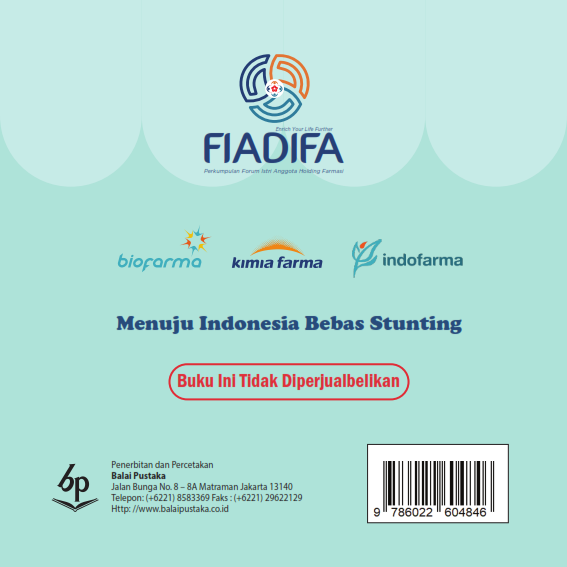 Enrich Your Life Further
FIADIFA
Perkumpulan Forum Istri Anggota Holding Farmasi
biofarma
kimia farma
indofarma
Menuju Indonesia Bebas Stunting
Buku Ini Tidak Diperjualbelikan
bp
Penerbitan dan Percetakan
Balai Pustaka
Jalan Bunga No. 8 – 8A Matraman Jakarta 13140
Telepon: (+6221) 8583369 Faks : (+6221) 29622129
Http: //www.balaipustaka.co.id
9 786022 604846